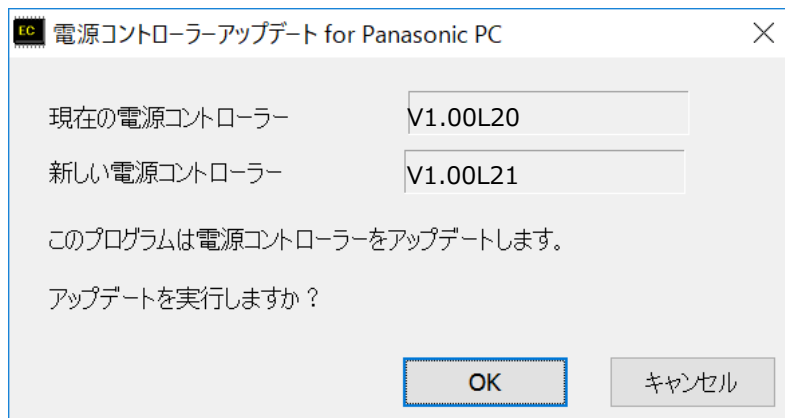 EC 電源コントローラーアップデート for Panasonic PC
現在の電源コントローラー V1.00L20
新しい電源コントローラー V1.00L21
このプログラムは電源コントローラーをアップデートします。
アップデートを実行しますか？
OK キャンセル